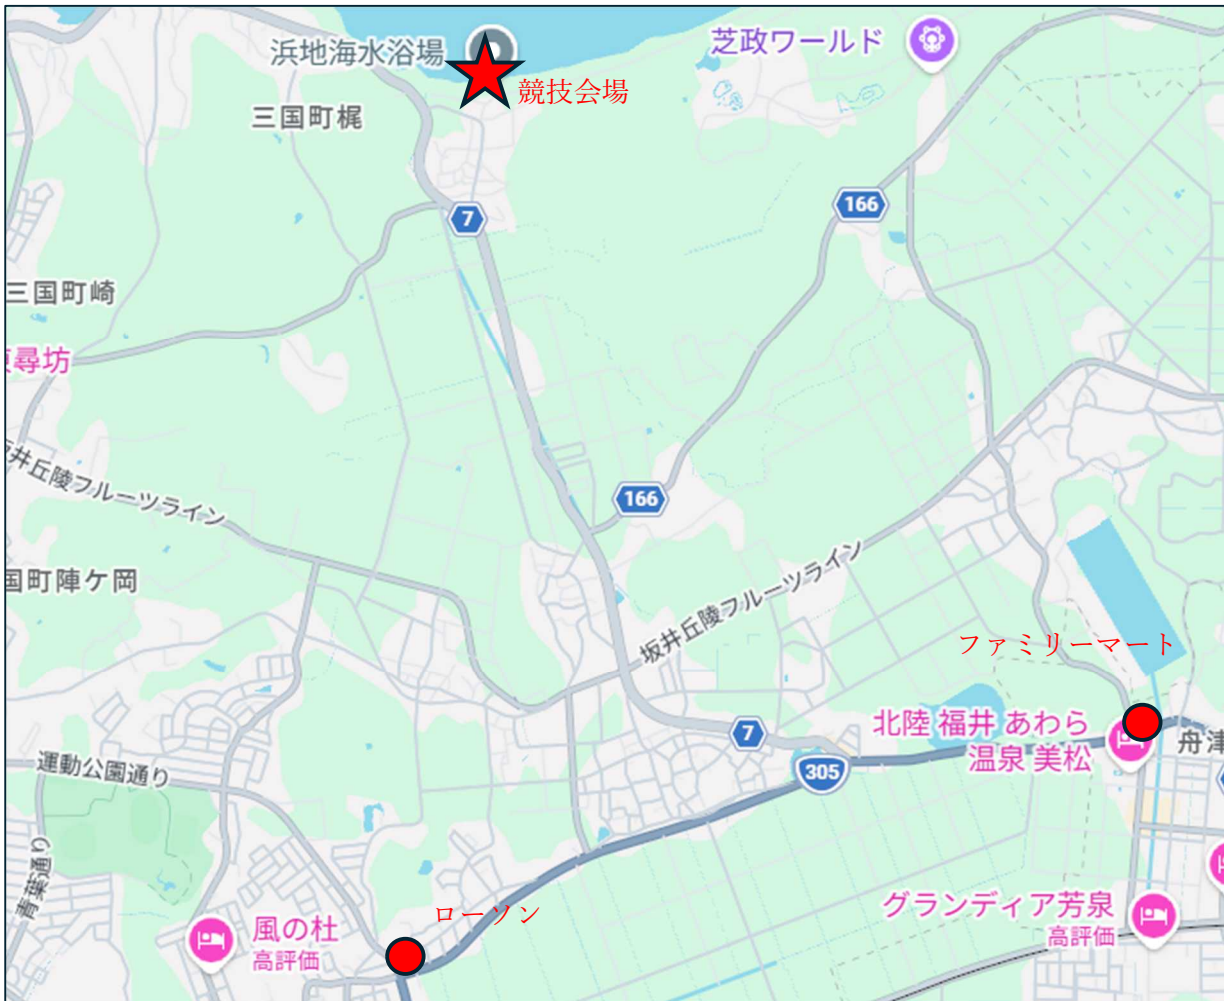 浜地海水浴場
芝政ワールド
競技会場
三国町梶
166
7
三国町崎
尋坊
井丘陵フルーツライン
166
国町陣ケ岡
坂井丘陵フルーツライン
ファミリーマート
北陸 福井 あわら
温泉 美松
7
舟津
運動公園通り
305
青葉通り
グランディア芳泉
高評価
ローソン
風の杜
高評価